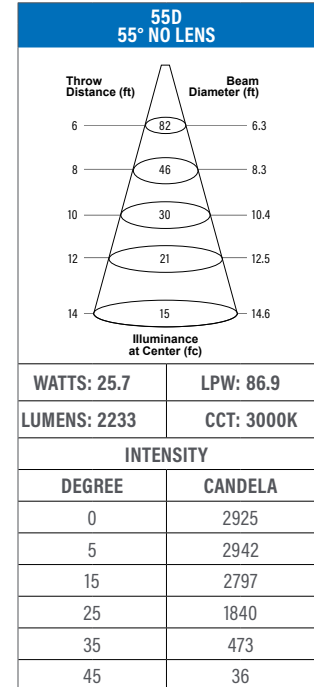 55D
55° NO LENS
Throw Distance (ft)
Beam Diameter (ft)
6 82 6.3
8 46 8.3
10 30 10.4
12 21 12.5
14 15 14.6
Illuminance
at Center (fc)
WATTS: 25.7 LPW: 86.9
LUMENS: 2233 CCT: 3000K
INTENSITY
DEGREE CANDELA
0 2925
5 2942
15 2797
25 1840
35 473
45 36